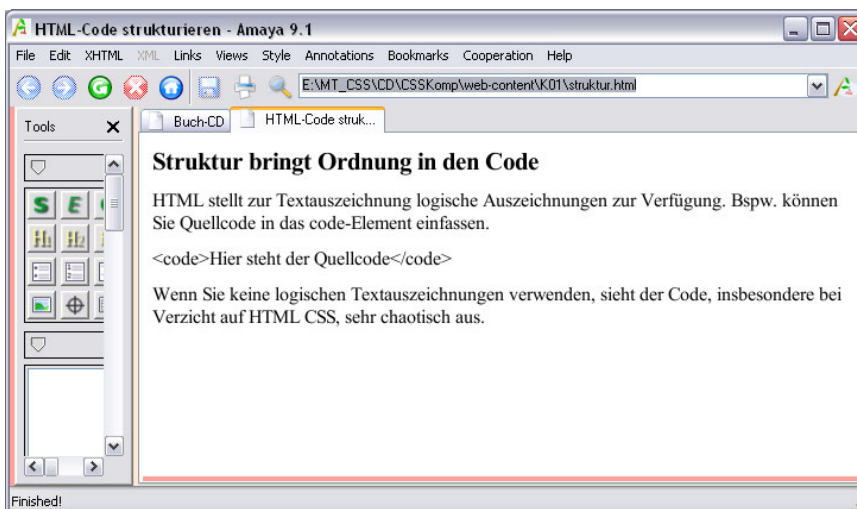 HTML-Code strukturieren - Amaya 9.1
File Edit XHTML XML Links Views Style Annotations Bookmarks Cooperation Help
E:\MT_CSS\CD\CSSKomp\web-content\K01\struktur.html
Tools
Buch-CD HTML-Code struk...
Struktur bringt Ordnung in den Code
S E
HTML stellt zur Textauszeichnung logische Auszeichnungen zur Verfügung. Bspw. können
Sie Quellcode in das code-Element einfassen.
H1 H2
<code>Hier steht der Quellcode</code>
Wenn Sie keine logischen Textauszeichnungen verwenden, sieht der Code, insbesondere bei
Verzicht auf HTML CSS, sehr chaotisch aus.
Finished!